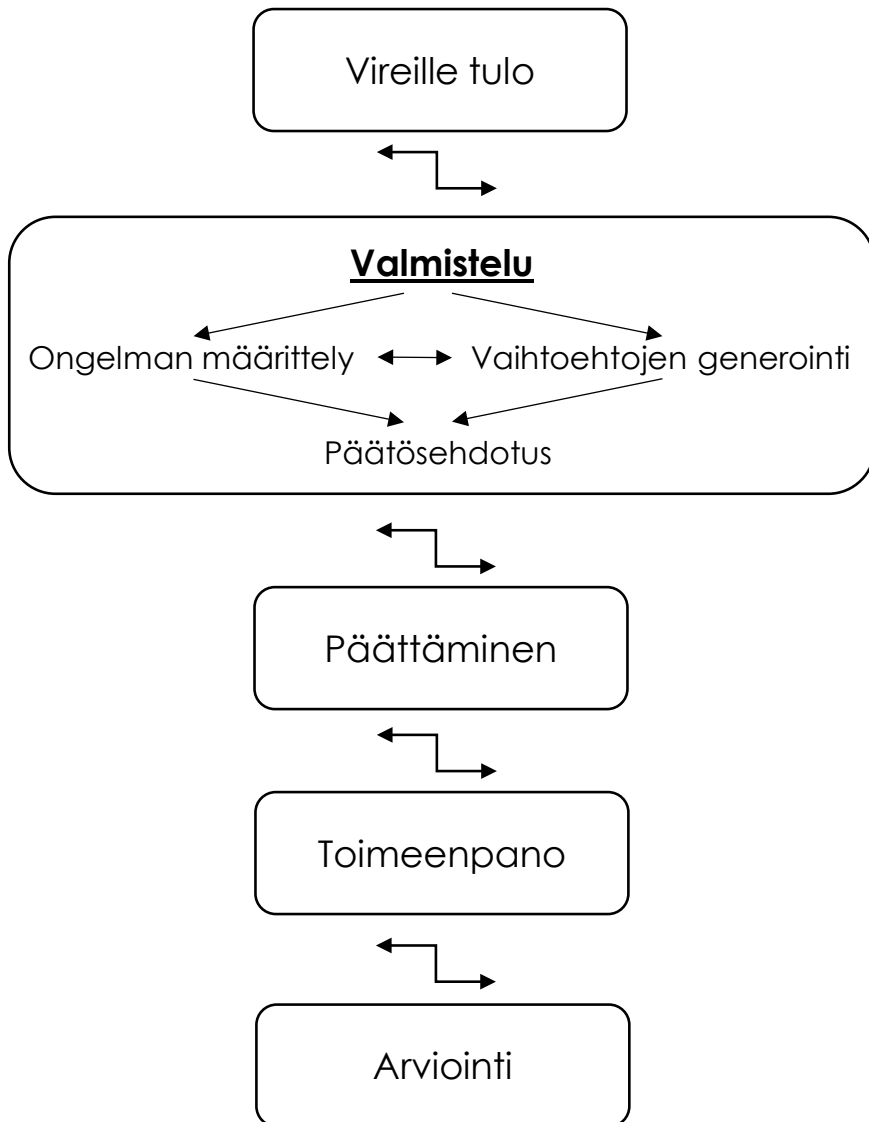 Vireille tulo
Valmistelu
Ongelman määrittely
Vaihtoehtojen generointi
Päätösehdotus
Päättäminen
Toimeenpano
Arviointi